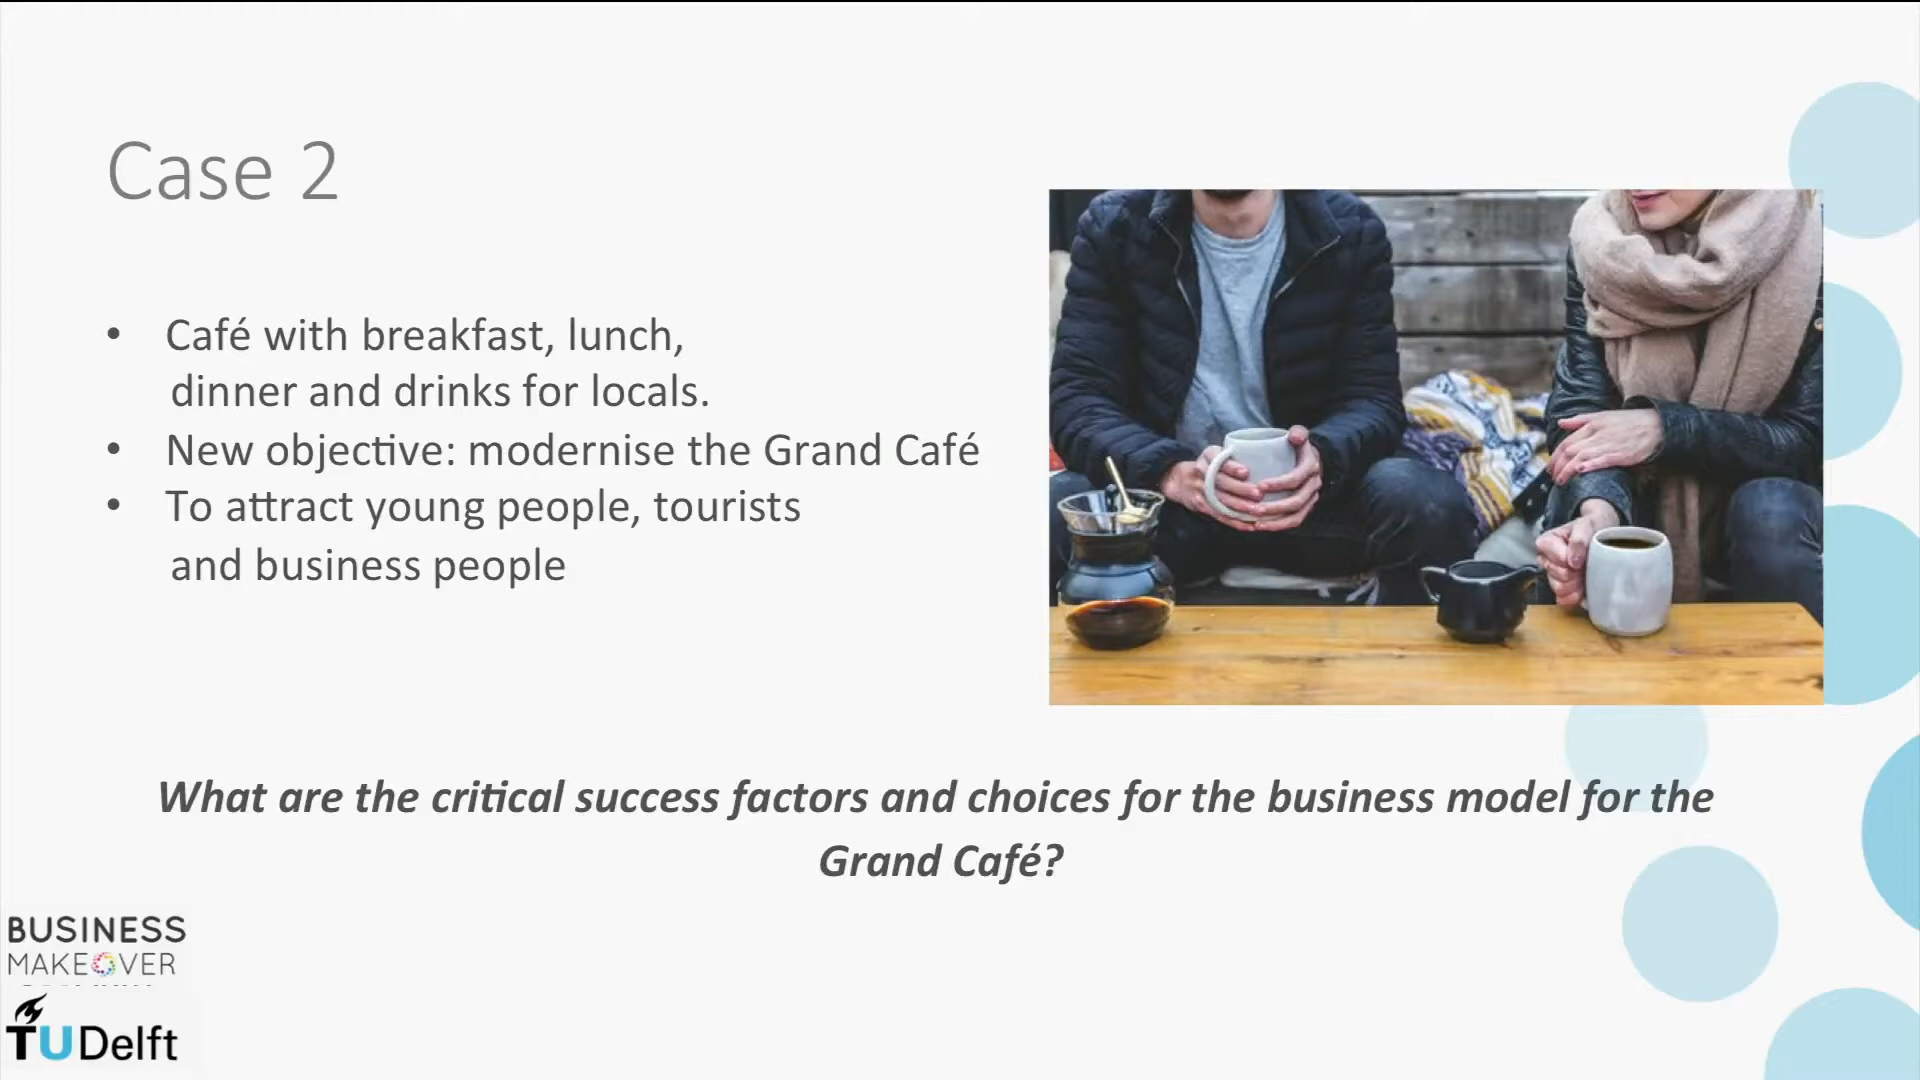 Case 2
• Café with breakfast, lunch,
dinner and drinks for locals.
• New objective: modernise the Grand Café
• To attract young people, tourists
and business people
What are the critical success factors and choices for the business model for the
Grand Café?
BUSINESS
MAKEOVER
TUDelft